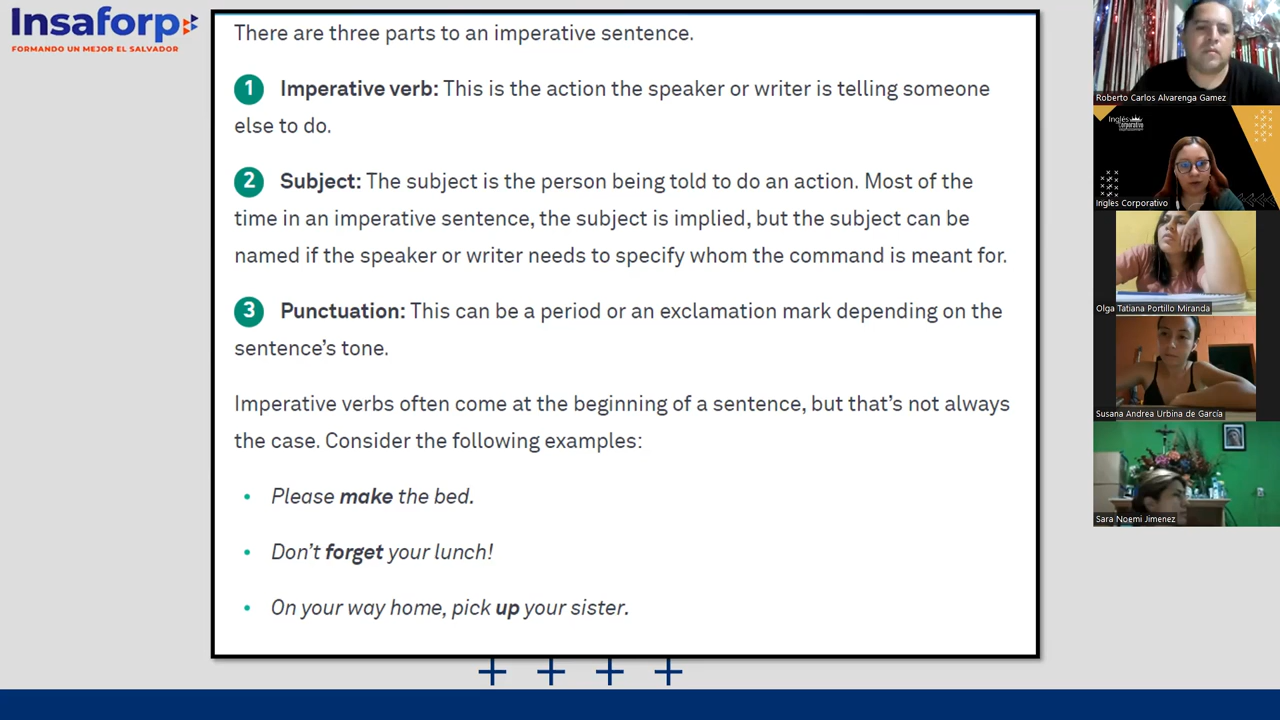 Insaforp
FORMANDO UN MEJOR EL SALVADOR
There are three parts to an imperative sentence.
1 Imperative verb: This is the action the speaker or writer is telling someone
else to do.
2 Subject: The subject is the person being told to do an action. Most of the
time in an imperative sentence, the subject is implied, but the subject can be
named if the speaker or writer needs to specify whom the command is meant for.
3 Punctuation: This can be a period or an exclamation mark depending on the
sentence's tone.
Imperative verbs often come at the beginning of a sentence, but that's not always
the case. Consider the following examples:
• Please make the bed.
• Don't forget your lunch!
• On your way home, pick up your sister.
Roberto Carlos Alvarenga Gamez
Inglés
Corporativo
Ingles Corporativo
Olga Tatiana Portillo Miranda
Susana Andrea Urbina de García
Sara Noemi Jimenez